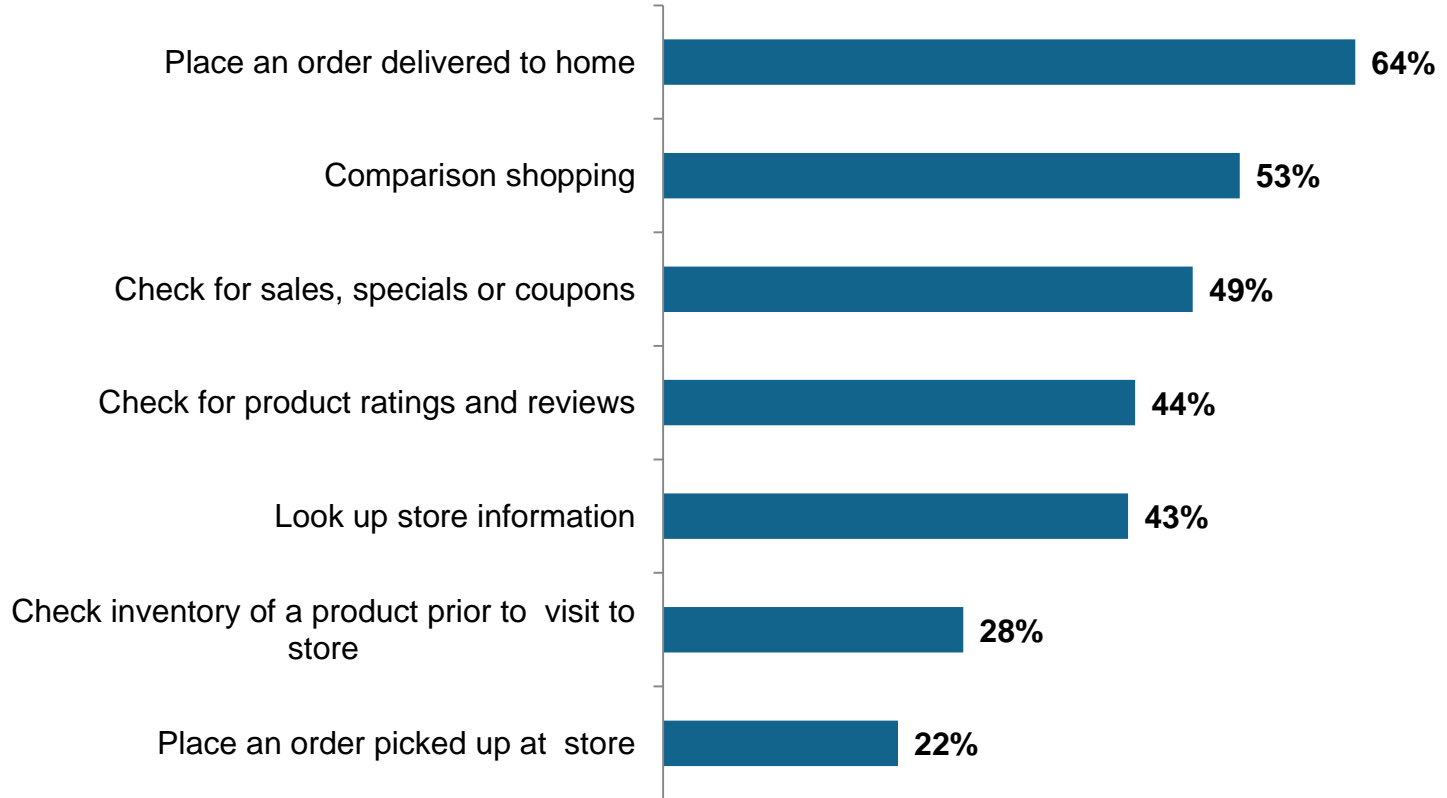 Place an order delivered to home
64%
Comparison shopping
53%
Check for sales, specials or coupons
49%
Check for product ratings and reviews
44%
Look up store information
43%
Check inventory of a product prior to  visit to
store
28%
Place an order picked up at  store
22%